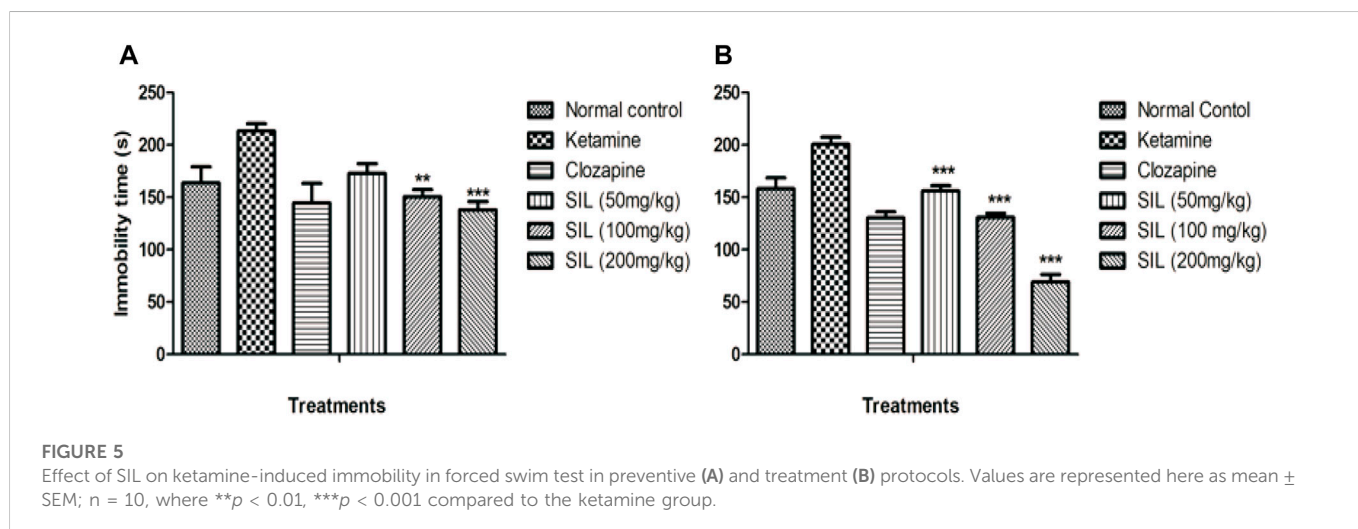 A
250
200
150
100
50
0
Immobility time (s)
**
***
Treatments
Normal control
Ketamine
Clozapine
SIL (50mg/kg)
SIL (100mg/kg)
SIL (200mg/kg)
B
250
200
150
100
50
0
***
***
***
Treatments
Normal Contol
Ketamine
Clozapine
SIL (50mg/kg)
SIL (100 mg/kg)
SIL (200mg/kg)
FIGURE 5
Effect of SIL on ketamine-induced immobility in forced swim test in preventive (A) and treatment (B) protocols. Values are represented here as mean ±
SEM; n = 10, where **p < 0.01, ***p < 0.001 compared to the ketamine group.